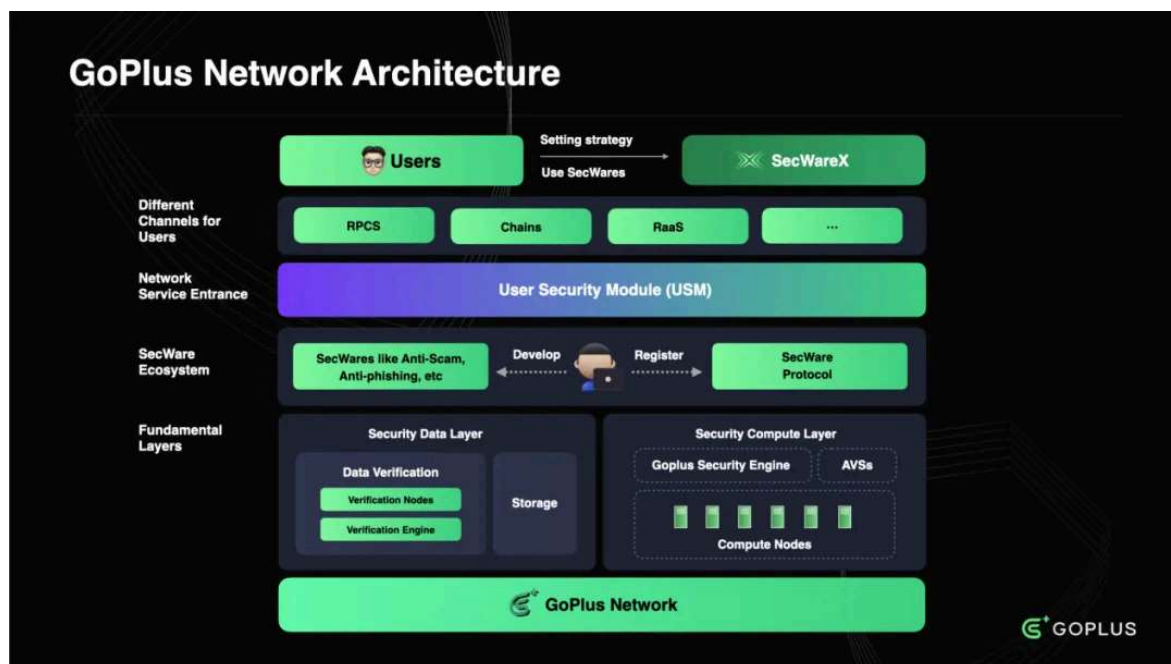 GoPlus Network Architecture
Users
Setting strategy
Use SecWares
SecWareX
Different
Channels for
Users
RPCS
Chains
RaaS
...
Network
Service Entrance
User Security Module (USM)
SecWare
Ecosystem
SecWares like Anti-Scam,
Anti-phishing, etc
Develop
Register
SecWare
Protocol
Fundamental
Layers
Security Data Layer
Data Verification
Verification Nodes
Verification Engine
Storage
Security Compute Layer
Goplus Security Engine
AVSs
Compute Nodes
GoPlus Network
GOPLUS